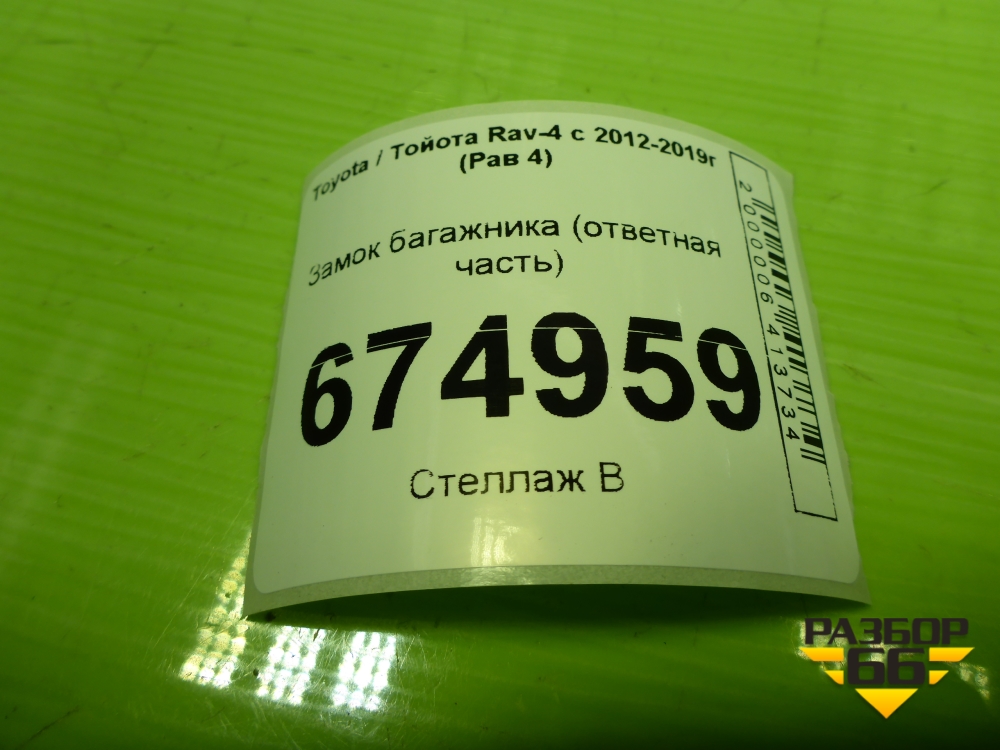 Toyota / Тойота Rav-4 с 2012-2019г
(Рав 4)
Замок багажника (ответная
часть)
674959
Стеллаж В
2000006413734
РАЗБОР
66